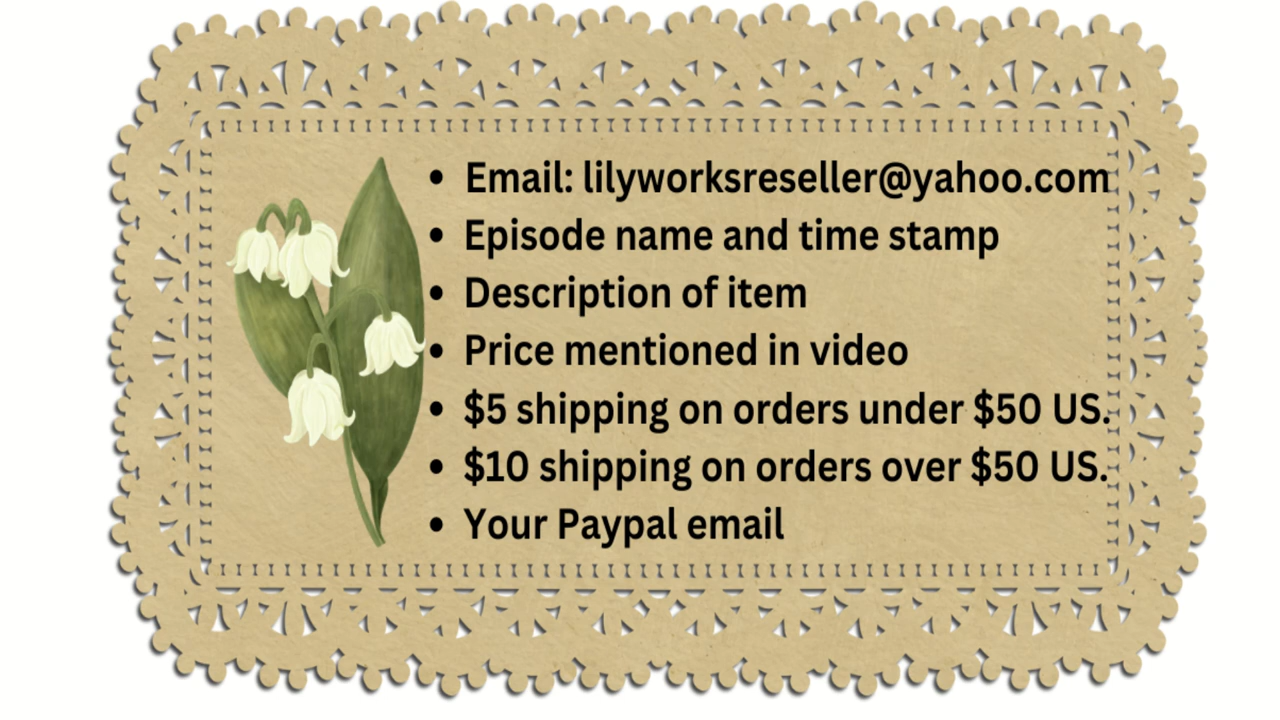 • Email: lilyworksreseller@yahoo.com
• Episode name and time stamp
• Description of item
• Price mentioned in video
• $5 shipping on orders under $50 US.
• $10 shipping on orders over $50 US.
• Your Paypal email